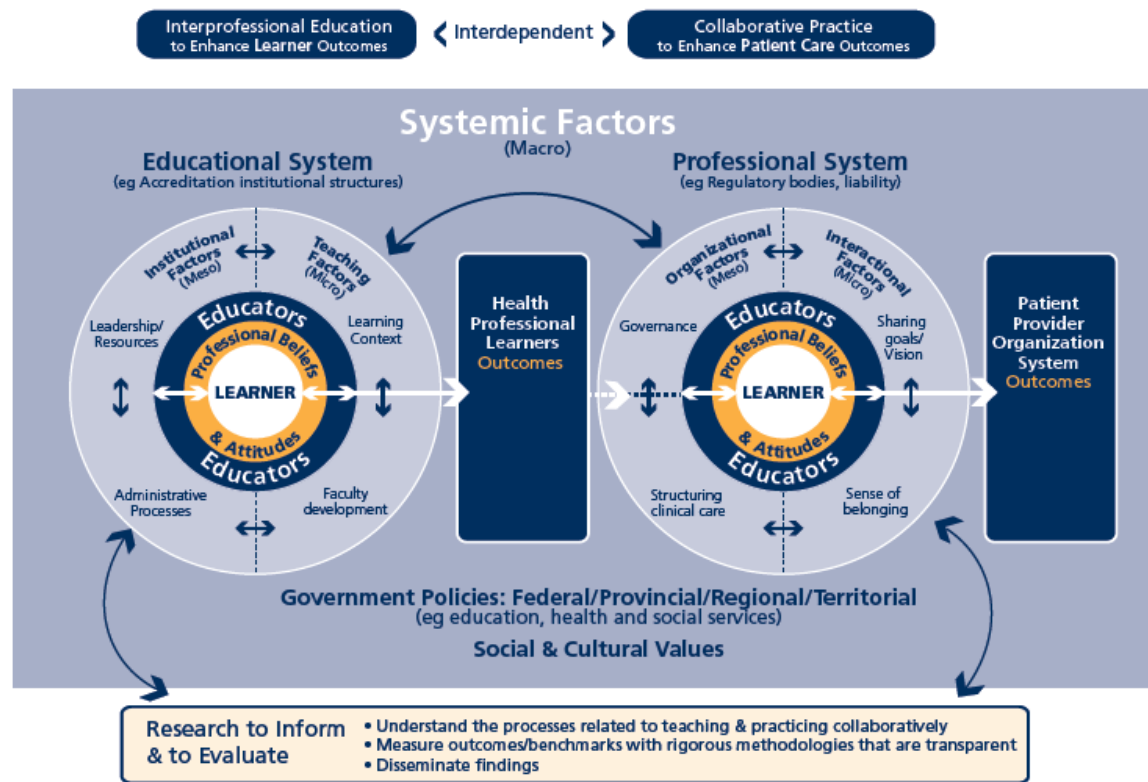 Interprofessional Education
to Enhance Learner Outcomes
Interdependent
Collaborative Practice
to Enhance Patient Care Outcomes
Systemic Factors
(Macro)
Educational System
(eg Accreditation institutional structures)
Professional System
(eg Regulatory bodies, liability)
Institutional
Factors
(Meso)
Teaching
Factors
(Micro)
Leadership/
Resources
Learning
Context
Educators
Professional Beliefs
LEARNER
& Attitudes
Educators
Administrative
Processes
Faculty
development
Health
Professional
Learners
Outcomes
Organizational
Factors
(Meso)
Interactional
Factors
(Micro)
Governance
Sharing
goals/
Vision
Educators
Professional Beliefs
LEARNER
& Attitudes
Educators
Structuring
clinical care
Sense of
belonging
Patient
Provider
Organization
System
Outcomes
Government Policies: Federal/Provincial/Regional/Territorial
(eg education, health and social services)
Social & Cultural Values
Research to Inform
& to Evaluate
• Understand the processes related to teaching & practicing collaboratively
• Measure outcomes/benchmarks with rigorous methodologies that are transparent
• Disseminate findings